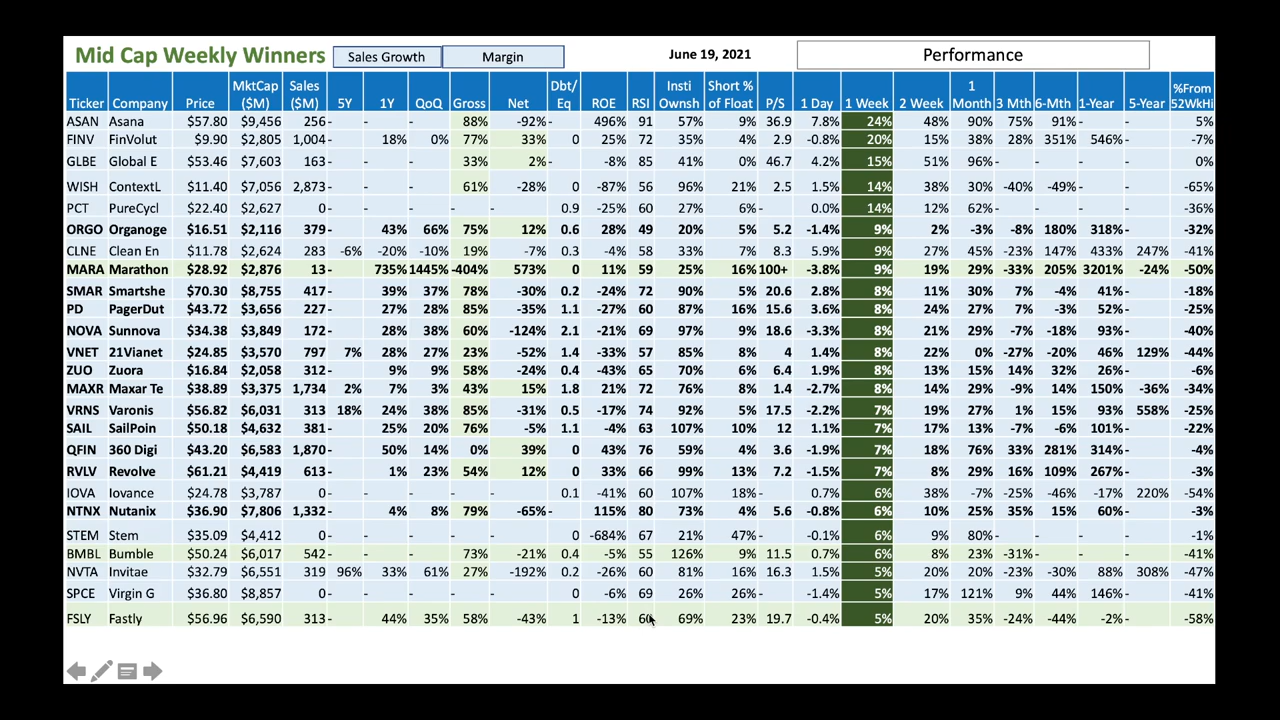 Mid Cap Weekly Winners Sales Growth Margin June 19, 2021 Performance
MktCap Sales Dbt/ Insti Short % 1 %From
Ticker Company Price ($M) ($M) 5Y 1Y QoQ Gross Net Eq ROE RSI Ownsh of Float P/S 1 Day 1 Week 2 Week Month 3 Mth 6-Mth 1-Year 5-Year 52WkHi
ASAN Asana $57.80 $9,456 256 - - - 88% -92% - 496% 91 57% 9% 36.9 7.8% 24% 48% 90% 75% 91% - - 5%
FINV FinVolut $9.90 $2,805 1,004 - 18% 0% 77% 33% 0 25% 72 35% 4% 2.9 -0.8% 20% 15% 38% 28% 351% 546% - -7%
GLBE Global E $53.46 $7,603 163 - - - 33% 2% - -8% 85 41% 0% 46.7 4.2% 15% 51% 96% - - - - 0%
WISH ContextL $11.40 $7,056 2,873 - - - 61% -28% 0 -87% 56 96% 21% 2.5 1.5% 14% 38% 30% -40% -49% - - -65%
PCT PureCycl $22.40 $2,627 0 - - - - - 0.9 -25% 60 27% 6% - 0.0% 14% 12% 62% - - - - -36%
ORGO Organoge $16.51 $2,116 379 - 43% 66% 75% 12% 0.6 28% 49 20% 5% 5.2 -1.4% 9% 2% -3% -8% 180% 318% - -32%
CLNE Clean En $11.78 $2,624 283 -6% -20% -10% 19% -7% 0.3 -4% 58 33% 7% 8.3 5.9% 9% 27% 45% -23% 147% 433% 247% -41%
MARA Marathon $28.92 $2,876 13 - 735% 1445% -404% 573% 0 11% 59 25% 16% 100+ -3.8% 9% 19% 29% -33% 205% 3201% -24% -50%
SMAR Smartshe $70.30 $8,755 417 - 39% 37% 78% -30% 0.2 -24% 72 90% 5% 20.6 2.8% 8% 11% 30% 7% -4% 41% - -18%
PD PagerDut $43.72 $3,656 227 - 27% 28% 85% -35% 1.1 -27% 60 87% 16% 15.6 3.6% 8% 24% 27% 7% -3% 52% - -25%
NOVA Sunnova $34.38 $3,849 172 - 28% 38% 60% -124% 2.1 -21% 69 97% 9% 18.6 -3.3% 8% 21% 29% -7% -18% 93% - -40%
VNET 21Vianet $24.85 $3,570 797 7% 28% 27% 23% -52% 1.4 -33% 57 85% 8% 4 1.4% 8% 22% 0% -27% -20% 46% 129% -44%
ZUO Zuora $16.84 $2,058 312 - 9% 9% 58% -24% 0.4 -43% 65 70% 6% 6.4 1.9% 8% 13% 15% 14% 32% 26% - -6%
MAXR Maxar Te $38.89 $3,375 1,734 2% 7% 3% 43% 15% 1.8 21% 72 76% 8% 1.4 -2.7% 8% 14% 29% -9% 14% 150% -36% -34%
VRNS Varonis $56.82 $6,031 313 18% 24% 38% 85% -31% 0.5 -17% 74 92% 5% 17.5 -2.2% 7% 19% 27% 1% 15% 93% 558% -25%
SAIL SailPoin $50.18 $4,632 381 - 25% 20% 76% -5% 1.1 -4% 63 107% 10% 12 1.1% 7% 17% 13% -7% -6% 101% - -22%
QFIN 360 Digi $43.20 $6,583 1,870 - 50% 14% 0% 39% 0 43% 76 59% 4% 3.6 -1.9% 7% 18% 76% 33% 281% 314% - -4%
RVLV Revolve $61.21 $4,419 613 - 1% 23% 54% 12% 0 33% 66 99% 13% 7.2 -1.5% 7% 8% 29% 16% 109% 267% - -3%
IOVA Iovance $24.78 $3,787 0 - - - - - 0.1 -41% 60 107% 18% - 0.7% 6% 38% -7% -25% -46% -17% 220% -54%
NTNX Nutanix $36.90 $7,806 1,332 - 4% 8% 79% -65% - 115% 80 73% 10% 5.6 -0.8% 6% 10% 25% 35% 15% 60% - -3%
STEM Stem $35.09 $4,412 0 - - - - - 0 -684% 67 21% 47% - -0.1% 6% 9% 80% - - - - -1%
BMBL Bumble $50.24 $6,017 542 - - - 73% -21% 0.4 -5% 55 126% 9% 11.5 0.7% 6% 8% 23% -31% - - - -41%
NVTA Invitae $32.79 $6,551 319 96% 33% 61% 27% -192% 0.2 -26% 60 81% 16% 16.3 1.5% 5% 20% 20% -23% -30% 88% 308% -47%
SPCE Virgin G $36.80 $8,857 0 - - - - - 0 -6% 69 26% 26% - -1.4% 5% 17% 121% 9% 44% 146% - -41%
FSLY Fastly $56.96 $6,590 313 - 44% 35% 58% -43% 1 -13% 69% 23% 19.7 -0.4% 5% 20% 35% -24% -44% -2% - -58%